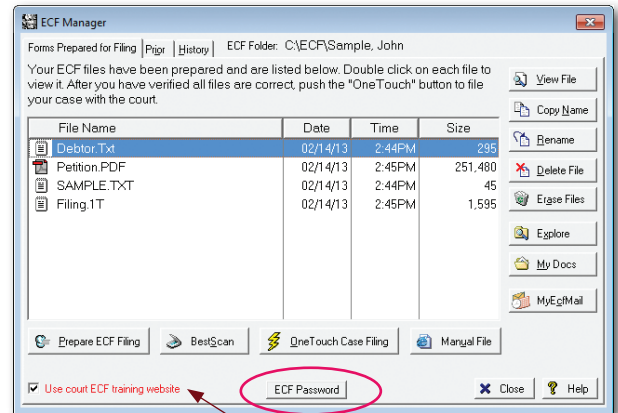 ECF Manager
Forms Prepared for Filing Prior History ECF Folder: C:\ECF\Sample, John
Your ECF files have been prepared and are listed below. Double click on each file to
view it. After you have verified all files are correct, push the "OneTouch" button to file
your case with the court.
File Name Date Time Size
Debtor.Txt 02/14/13 2:44PM 295
Petition.PDF 02/14/13 2:45PM 251,480
SAMPLE.TXT 02/14/13 2:44PM 45
Filing.1T 02/14/13 2:45PM 1,595
View File
Copy Name
Rename
Delete File
Erase Files
Explore
My Docs
MyEcfMail
Prepare ECF Filing BestScan OneTouch Case Filing Manual File
Use court ECF training website ECF Password Close Help